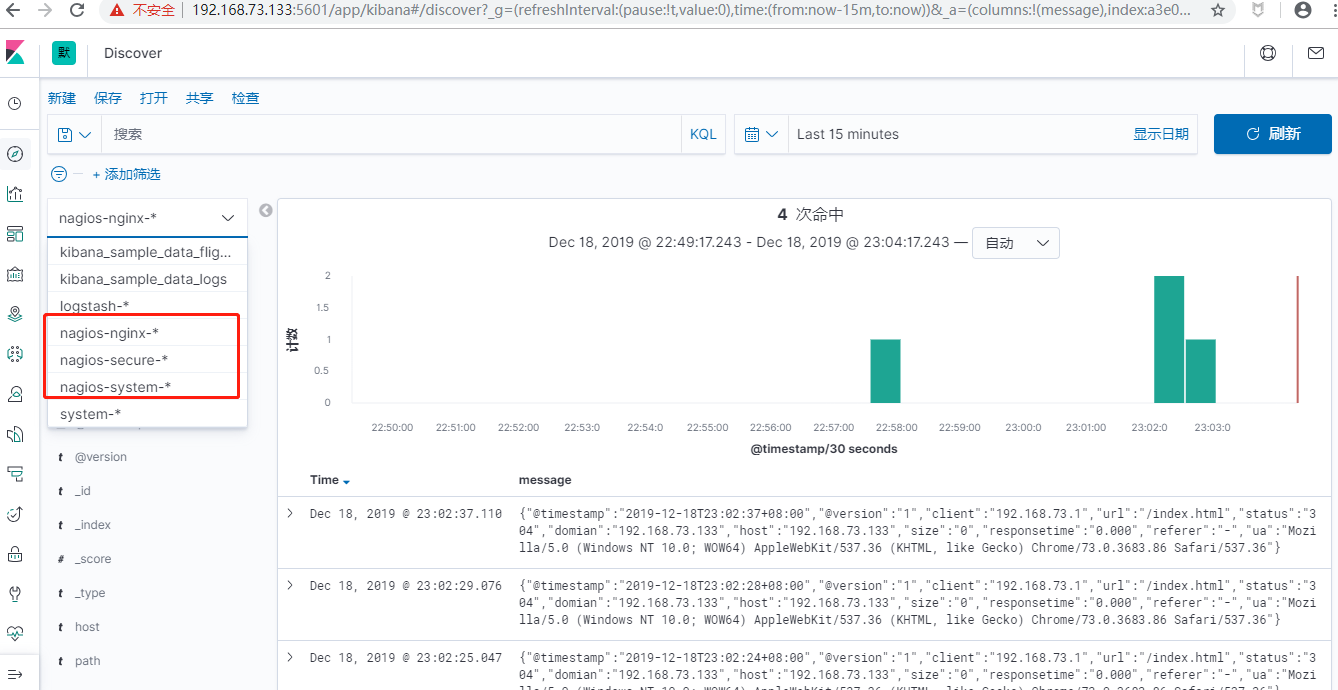 不安全 192.168.73.133:5601/app/kibana#/discover?_g=(refreshInterval:(pause:!t,value:0),time:(from:now-15m,to:now))&_a=(columns:!(message),index:a3e0...
默 Discover
新建 保存 打开 共享 检查
搜索 KQL Last 15 minutes 显示日期 刷新
+ 添加筛选
nagios-nginx-*
kibana_sample_data_flig...
kibana_sample_data_logs
logstash-*
nagios-nginx-*
nagios-secure-*
nagios-system-*
system-*
t @version
t _id
t _index
# _score
t _type
t host
t path
4 次命中
Dec 18, 2019 @ 22:49:17.243 - Dec 18, 2019 @ 23:04:17.243 — 自动
计数
2
1.5
1
0.5
0
22:50:00 22:51:00 22:52:00 22:53:0 22:54:0 22:55:00 22:56:00 22:57:00 22:58:00 22:59:00 23:00:0 23:01:00 23:02:0 23:03:0
@timestamp/30 seconds
Time message
Dec 18, 2019 @ 23:02:37.110 {"@timestamp":"2019-12-18T23:02:37+08:00","@version":"1","client":"192.168.73.1","url":"/index.html","status":"3
04","domian":"192.168.73.133","host":"192.168.73.133","size":"0","responsetime":"0.000","referer":"-","ua":"Mozi
lla/5.0 (Windows NT 10.0; WOW64) AppleWebKit/537.36 (KHTML, like Gecko) Chrome/73.0.3683.86 Safari/537.36"}
Dec 18, 2019 @ 23:02:29.076 {"@timestamp":"2019-12-18T23:02:28+08:00","@version":"1","client":"192.168.73.1","url":"/index.html","status":"3
04","domian":"192.168.73.133","host":"192.168.73.133","size":"0","responsetime":"0.000","referer":"-","ua":"Mozi
lla/5.0 (Windows NT 10.0; WOW64) AppleWebKit/537.36 (KHTML, like Gecko) Chrome/73.0.3683.86 Safari/537.36"}
Dec 18, 2019 @ 23:02:25.047 {"@timestamp":"2019-12-18T23:02:24+08:00","@version":"1","client":"192.168.73.1","url":"/index.html","status":"3
04","domian":"192.168.73.133","host":"192.168.73.133","size":"0","responsetime":"0.000","referer":"-","ua":"Mozi